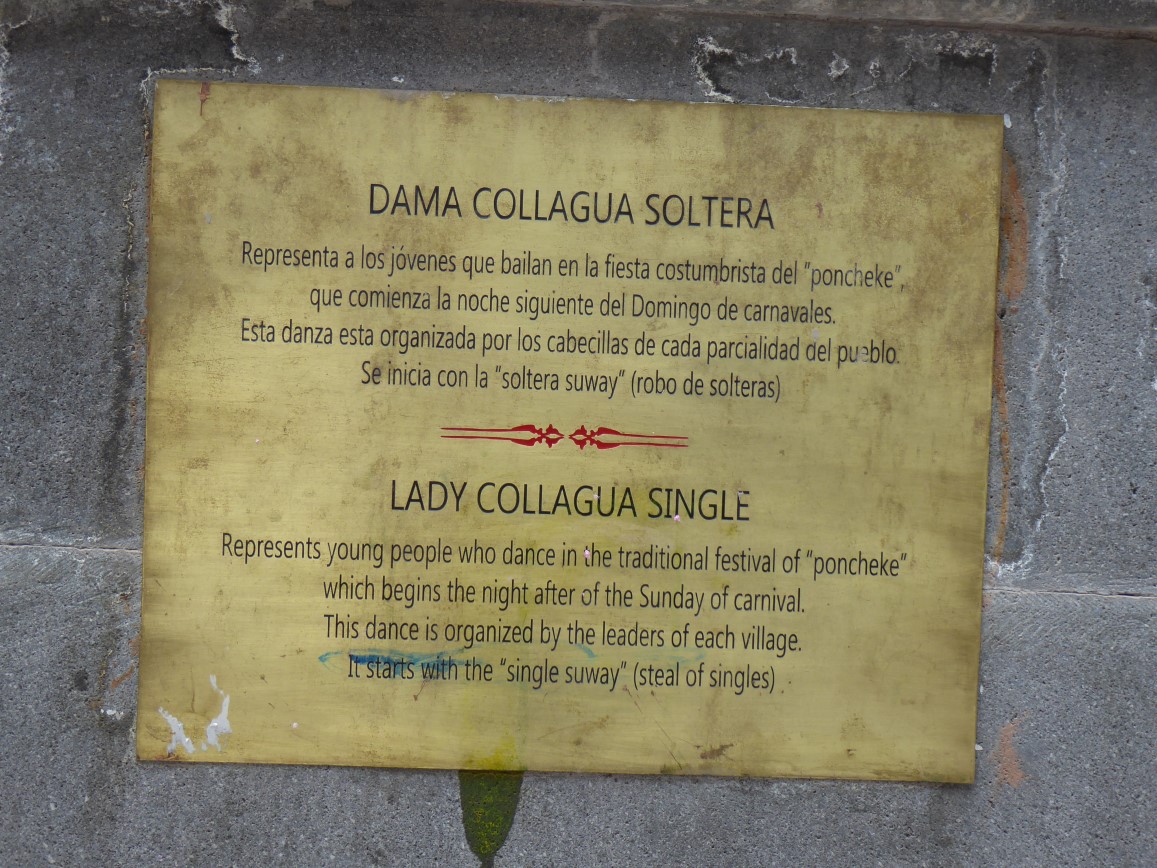 DAMA COLLAGUA SOLTERA
Representa a los jóvenes que bailan en la fiesta costumbrista del "poncheke",
que comienza la noche siguiente del Domingo de carnavales.
Esta danza esta organizada por los cabecillas de cada parcialidad del pueblo.
Se inicia con la "soltera suway" (robo de solteras)
LADY COLLAGUA SINGLE
Represents young people who dance in the traditional festival of "poncheke"
which begins the night after of the Sunday of carnival.
This dance is organized by the leaders of each village.
It starts with the "single suway" (steal of singles)